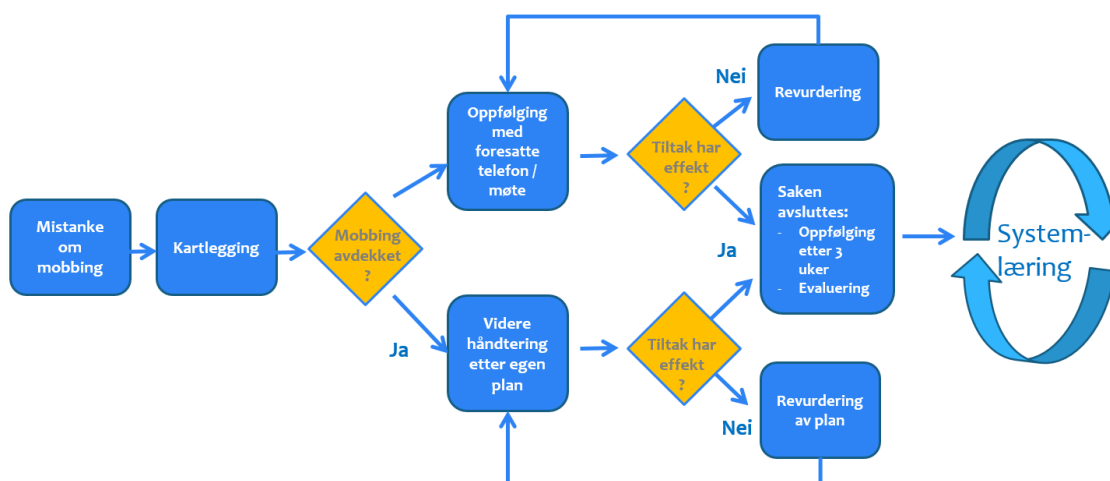 Mistanke
om
mobbing
Kartlegging
Mobbing
avdekket
?
Ja
Oppfølging
med
foresatte
telefon /
møte
Videre
håndtering
etter egen
plan
Tiltak har
effekt
?
Nei
Revurdering
Ja
Saken
avsluttes:
- Oppfølging
etter 3
uker
- Evaluering
Tiltak har
effekt
?
Nei
Revurdering
av plan
System-
læring